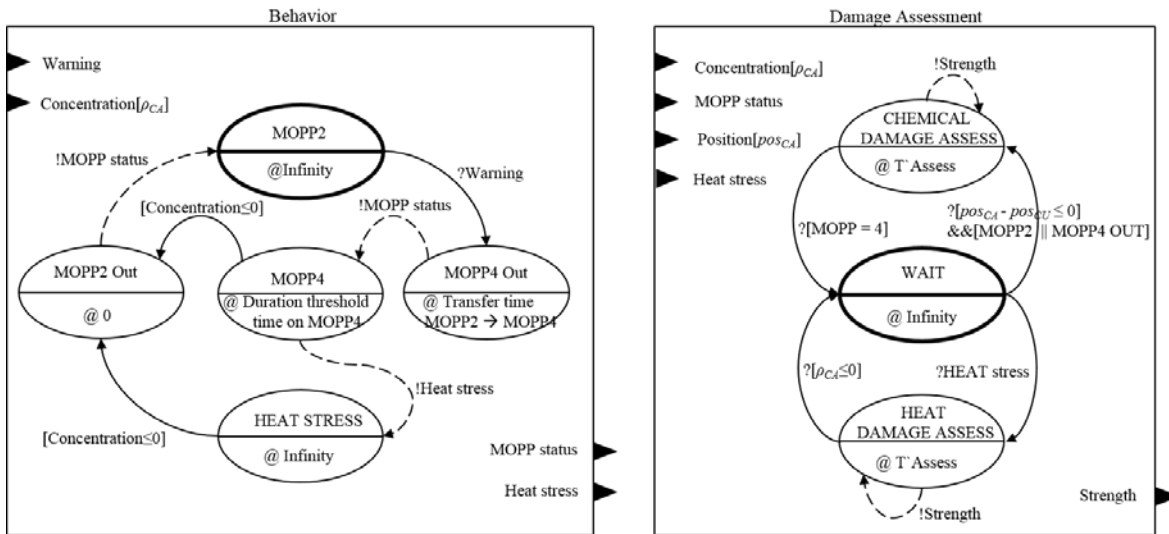 Behavior
Warning
Concentration[ρCA]
MOPP2
@Infinity
!MOPP status
?Warning
[Concentration≤0]
!MOPP status
MOPP2 Out
@ 0
MOPP4
@ Duration threshold
time on MOPP4
MOPP4 Out
@ Transfer time
MOPP2 → MOPP4
!Heat stress
HEAT STRESS
@ Infinity
[Concentration≤0]
MOPP status
Heat stress
Damage Assessment
Concentration[ρCA]
MOPP status
Position[posCA]
Heat stress
!Strength
CHEMICAL
DAMAGE ASSESS
@ T`Assess
?[MOPP = 4]
?[posCA - posCU ≤ 0]
&&[MOPP2 || MOPP4 OUT]
WAIT
@ Infinity
?[ρCA≤0]
?HEAT stress
HEAT
DAMAGE ASSESS
@ T`Assess
!Strength
Strength